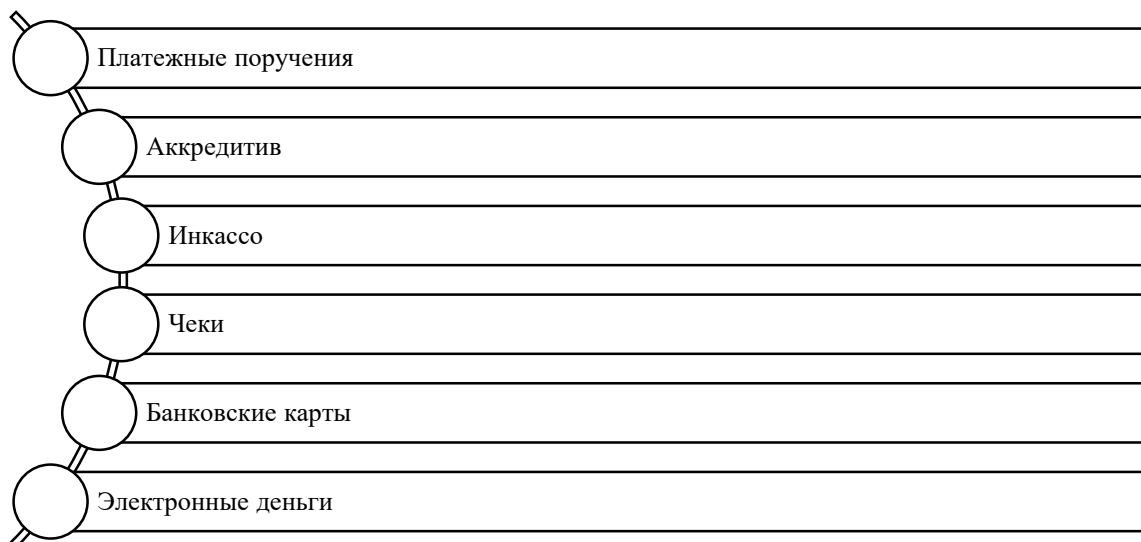 Платежные поручения
Аккредитив
Инкассо
Чеки
Банковские карты
Электронные деньги